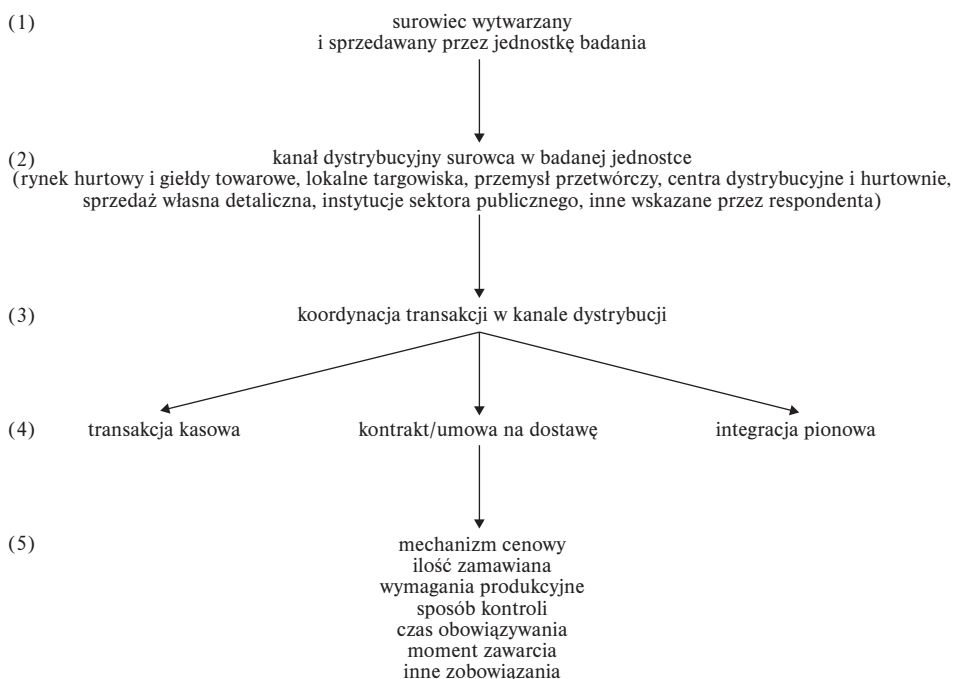 (1) surowiec wytwarzany
i sprzedawany przez jednostkę badania
(2) kanał dystrybucyjny surowca w badanej jednostce
(rynek hurtowy i giełdy towarowe, lokalne targowiska, przemysł przetwórczy, centra dystrybucyjne i hurtownie,
sprzedaż własna detaliczna, instytucje sektora publicznego, inne wskazane przez respondenta)
(3) koordynacja transakcji w kanale dystrybucji
(4) transakcja kasowa kontrakt/umowa na dostawę integracja pionowa
(5) mechanizm cenowy
ilość zamawiana
wymagania produkcyjne
sposób kontroli
czas obowiązywania
moment zawarcia
inne zobowiązania